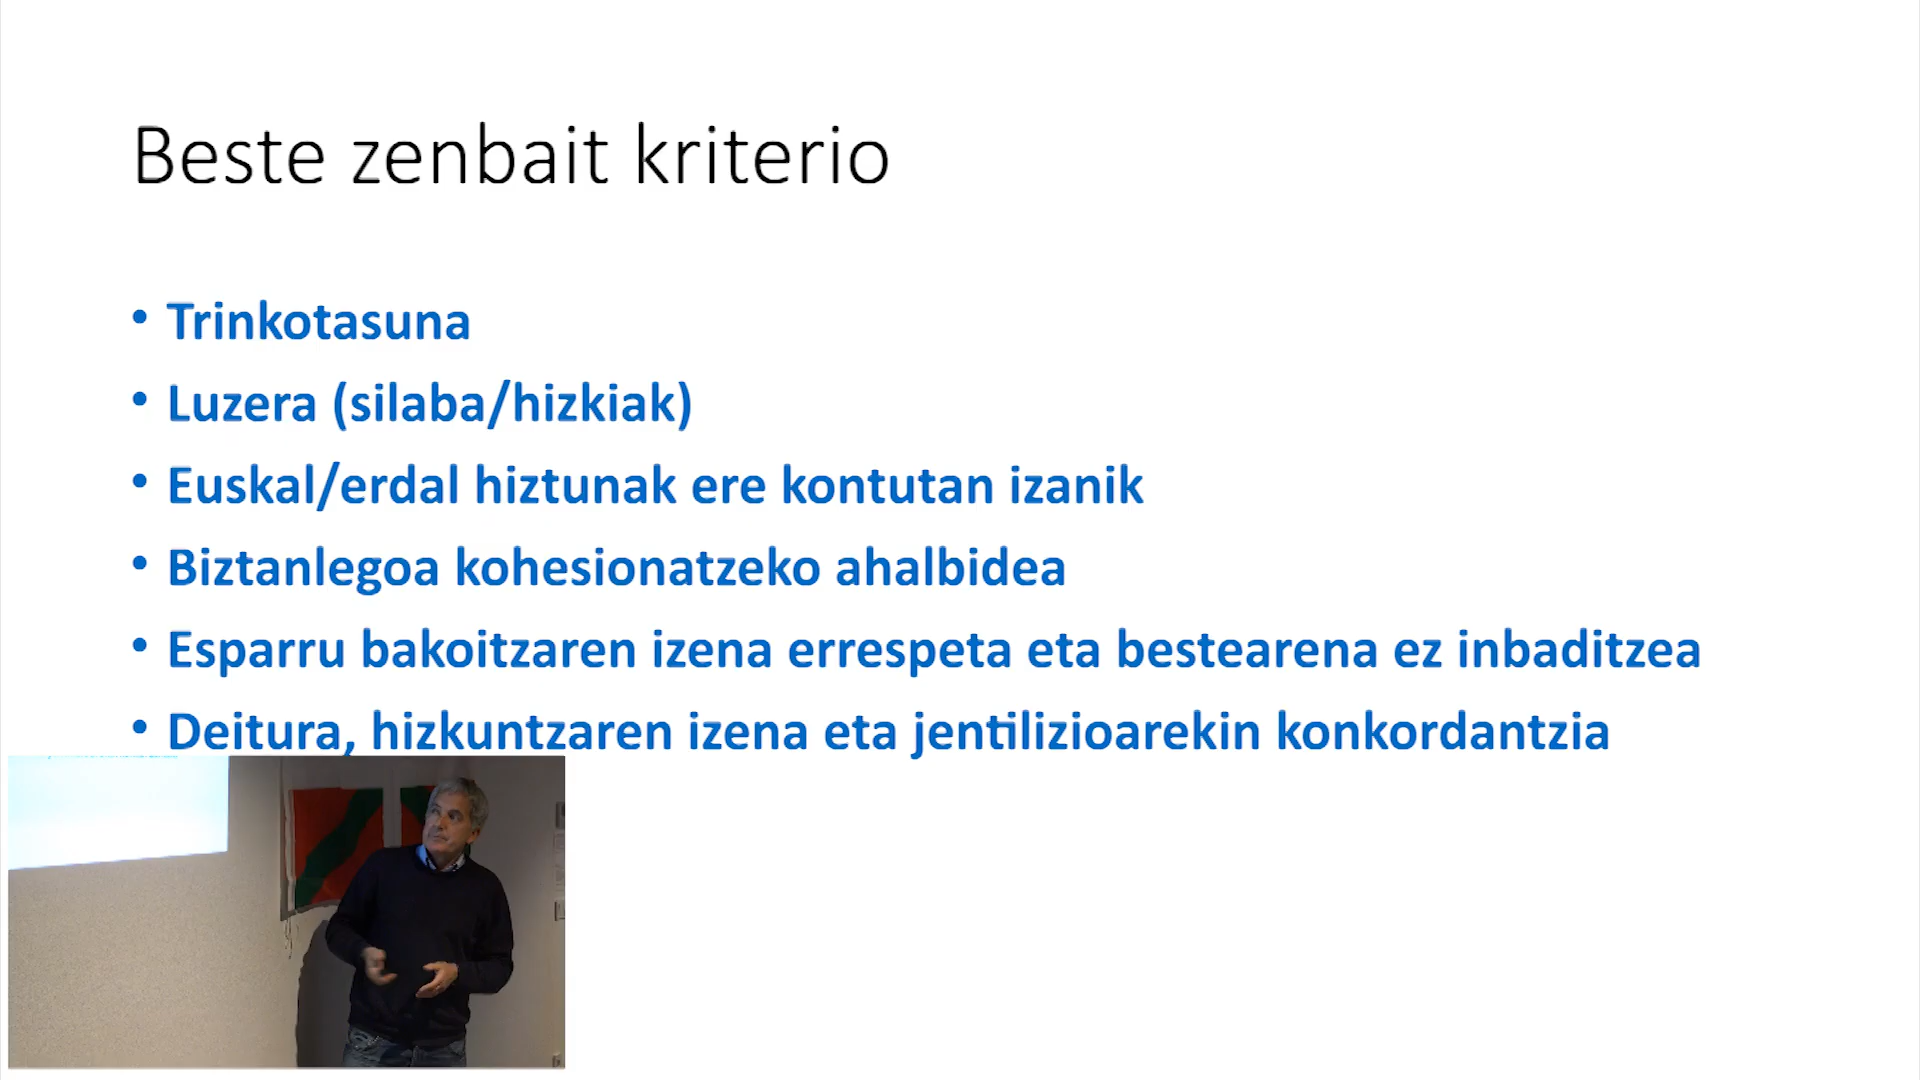 Beste zenbait kriterio
• Trinkotasuna
• Luzera (silaba/hizkiak)
• Euskal/erdal hiztunak ere kontutan izanik
• Biztanlegoa kohesionatzeko ahalbidea
• Esparru bakoitzaren izena errespeta eta bestearena ez inbaditzea
• Deitura, hizkuntzaren izena eta jentilizioarekin konkordantzia